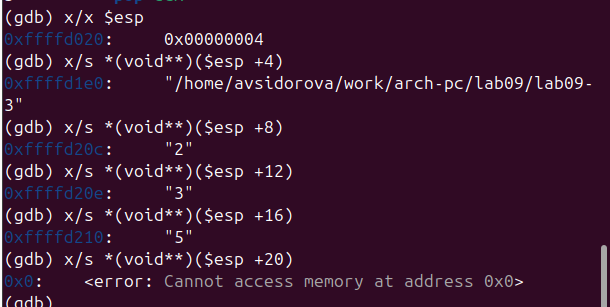 (gdb) x/x $esp
0xffffd020: 0x00000004
(gdb) x/s *(void**)($esp +4)
0xffffd1e0: "/home/avsidorova/work/arch-pc/lab09/lab09-
3"
(gdb) x/s *(void**)($esp +8)
0xffffd20c: "2"
(gdb) x/s *(void**)($esp +12)
0xffffd20e: "3"
(gdb) x/s *(void**)($esp +16)
0xffffd210: "5"
(gdb) x/s *(void**)($esp +20)
0x0: <error: Cannot access memory at address 0x0>
(gdb)